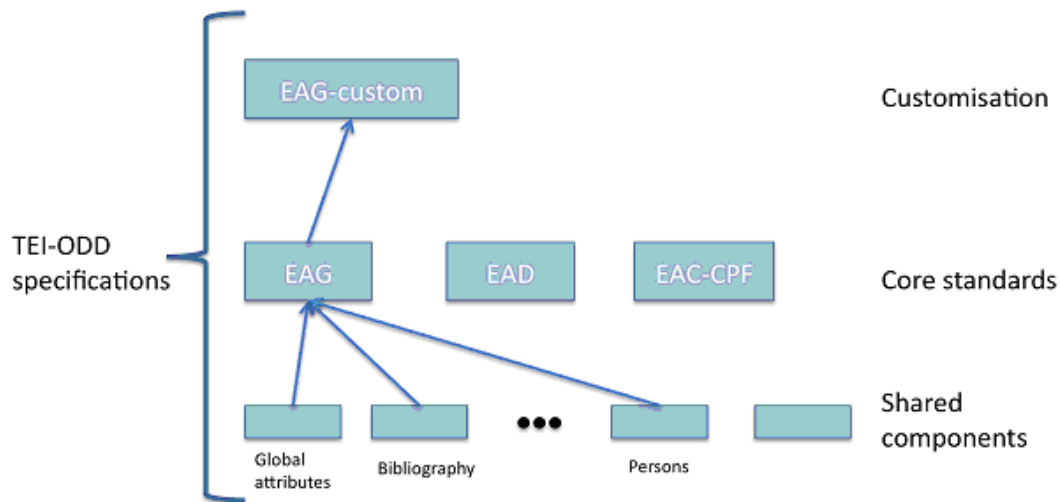 EAG-custom
Customisation
TEI-ODD
specifications
EAG
EAD
EAC-CPF
Core standards
Shared
components
Global
attributes
Bibliography
Persons